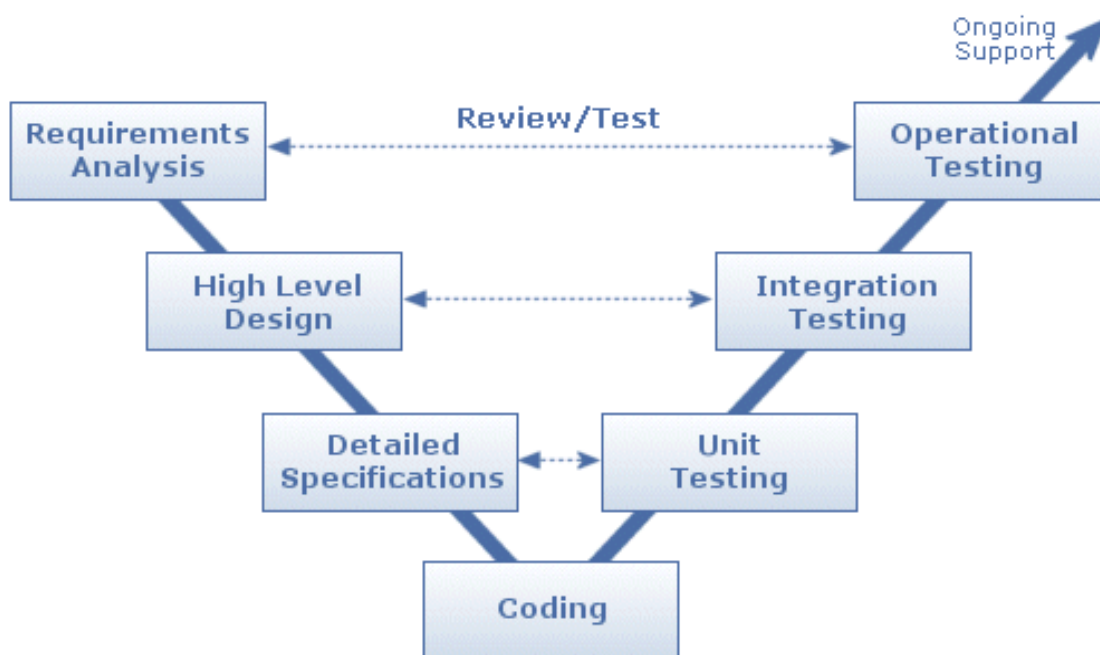 Ongoing
Support
Requirements
Analysis
Review/Test
Operational
Testing
High Level
Design
Integration
Testing
Detailed
Specifications
Unit
Testing
Coding